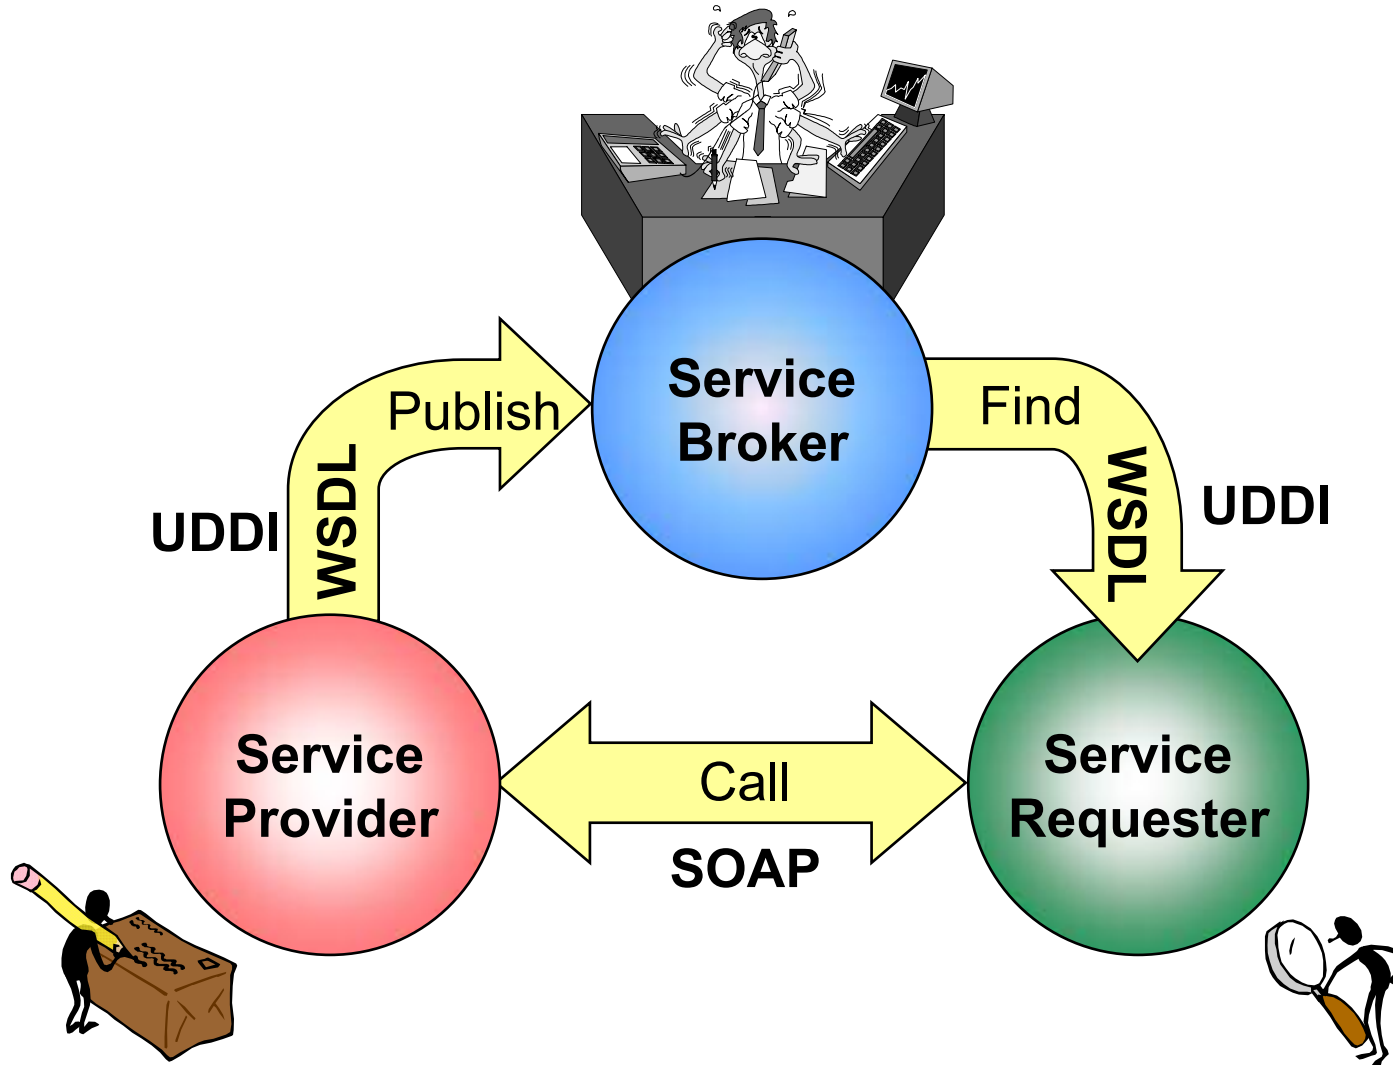 Service
Broker
Publish
Find
WSDL
UDDI
WSDL
UDDI
Service
Provider
Call
SOAP
Service
Requester